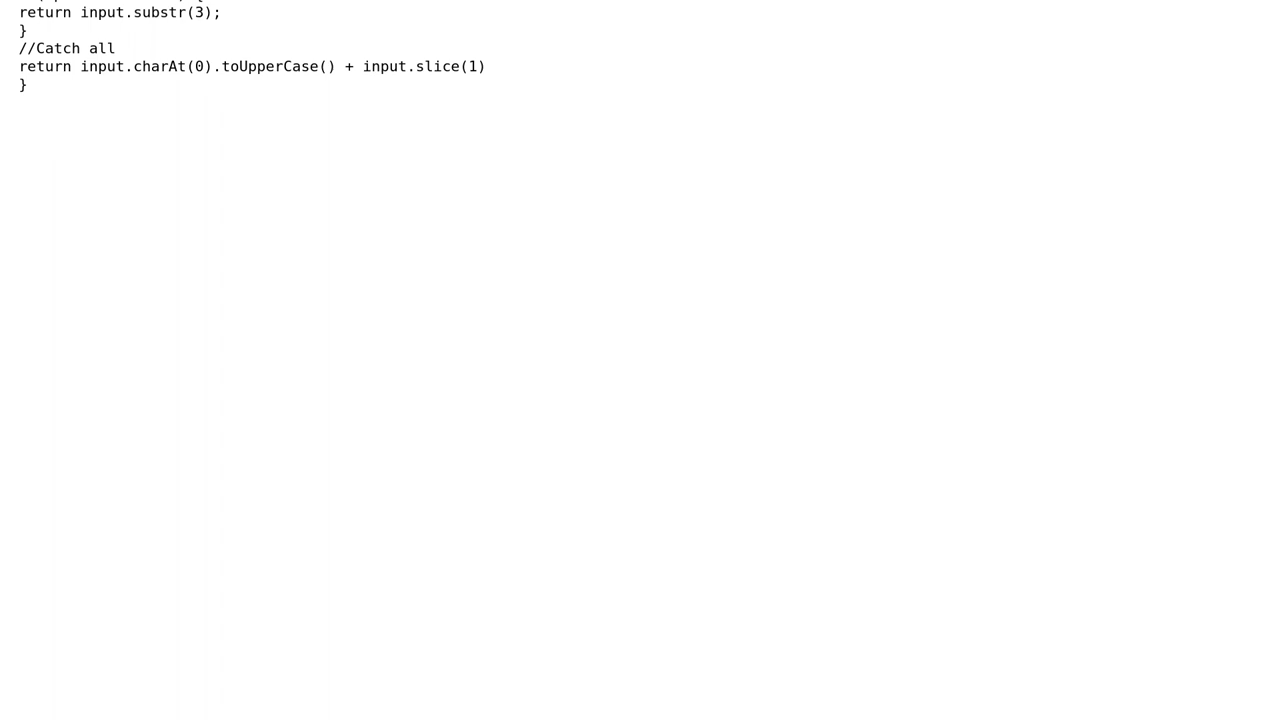 return input.substr(3);
}
//Catch all
return input.charAt(0).toUpperCase() + input.slice(1)
}